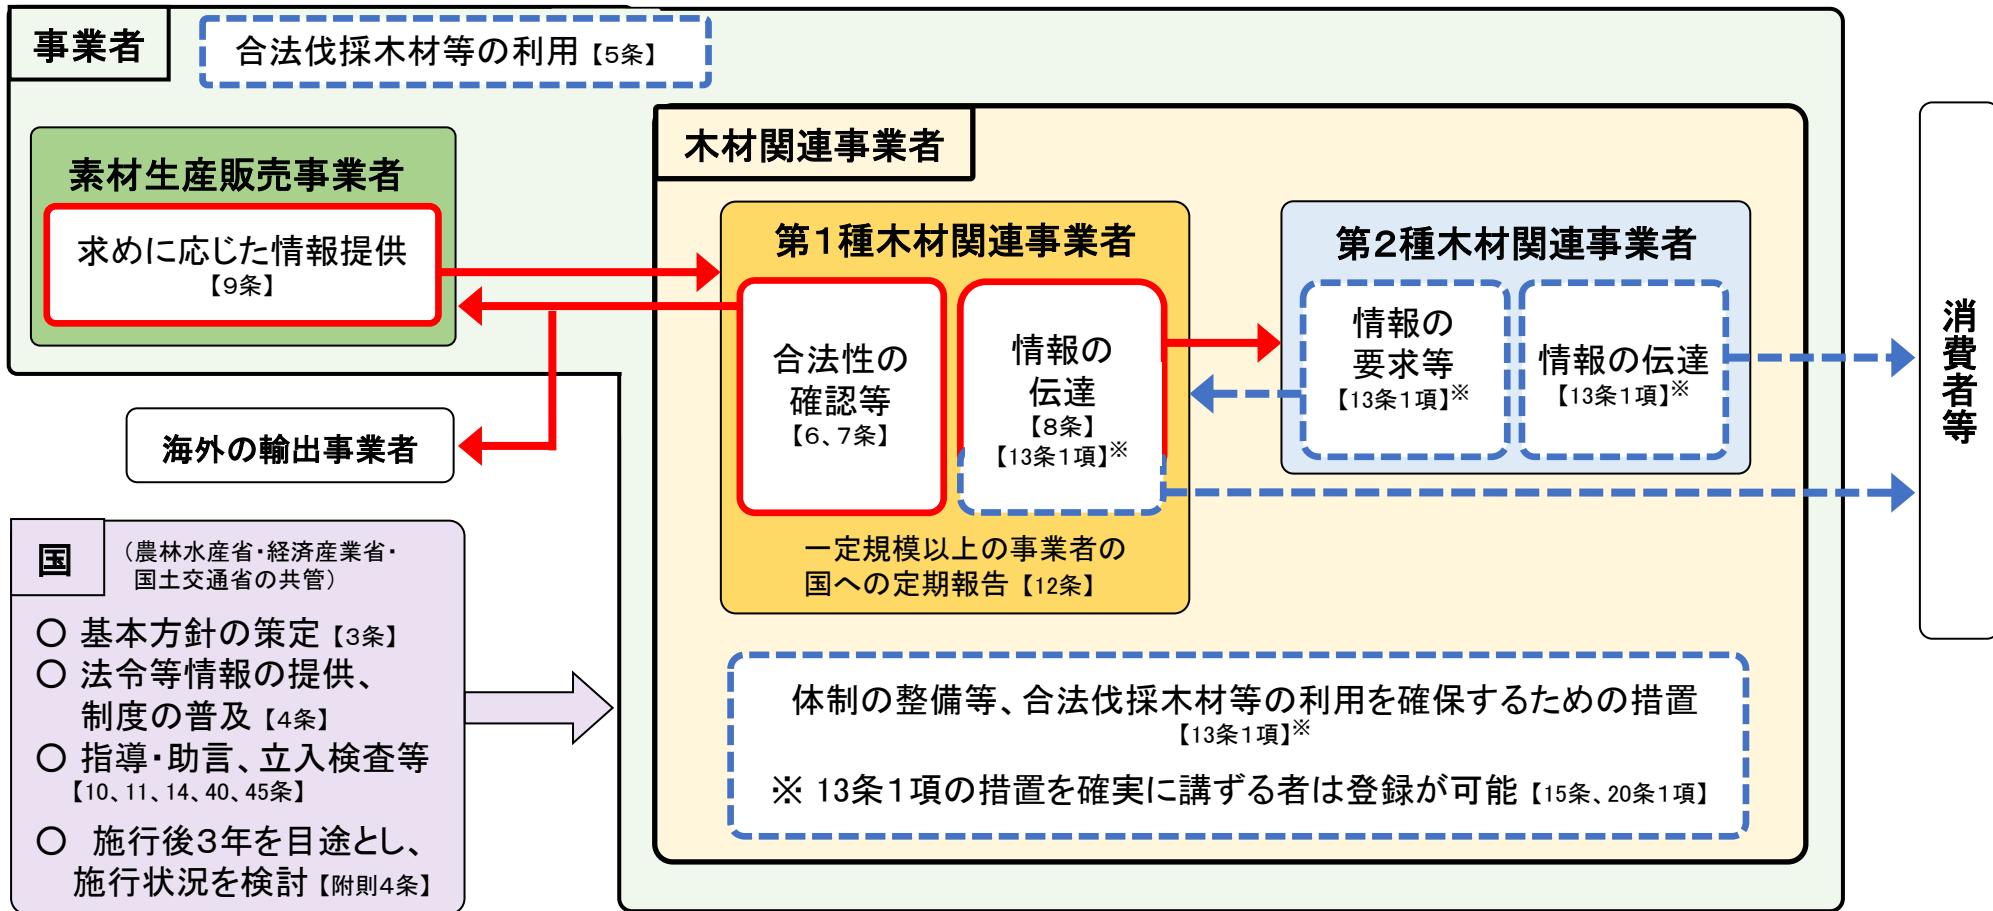 事業者
合法伐採木材等の利用【5条】
素材生産販売事業者
求めに応じた情報提供
【9条】
木材関連事業者
第1種木材関連事業者
合法性の
確認等
【6、7条】
情報の
伝達
【8条】
【13条1項】※
一定規模以上の事業者の
国への定期報告【12条】
第2種木材関連事業者
情報の
要求等
【13条1項】※
情報の伝達
【13条1項】※
消費者等
海外の輸出事業者
国
（農林水産省・経済産業省・
国土交通省の共管）
○ 基本方針の策定【3条】
○ 法令等情報の提供、
制度の普及【4条】
○ 指導・助言、立入検査等
【10、11、14、40、45条】
○ 施行後3年を目途とし、
施行状況を検討【附則4条】
体制の整備等、合法伐採木材等の利用を確保するための措置
【13条1項】※
※ 13条1項の措置を確実に講ずる者は登録が可能【15条、20条1項】